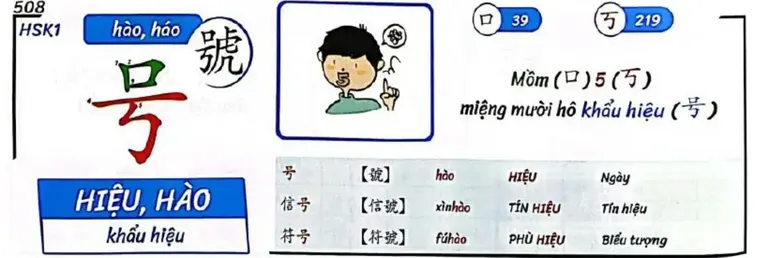 508
HSK1
hào, háo
號
号
HIỆU, HÀO
khẩu hiệu
口 39
丂 219
5
Mồm (口) 5 (丂)
miệng mười hô khẩu hiệu (号)
号 【號】 hào HIỆU Ngày
信号 【信號】 xìnhào TÍN HIỆU Tín hiệu
符号 【符號】 fúhào PHÙ HIỆU Biểu tượng